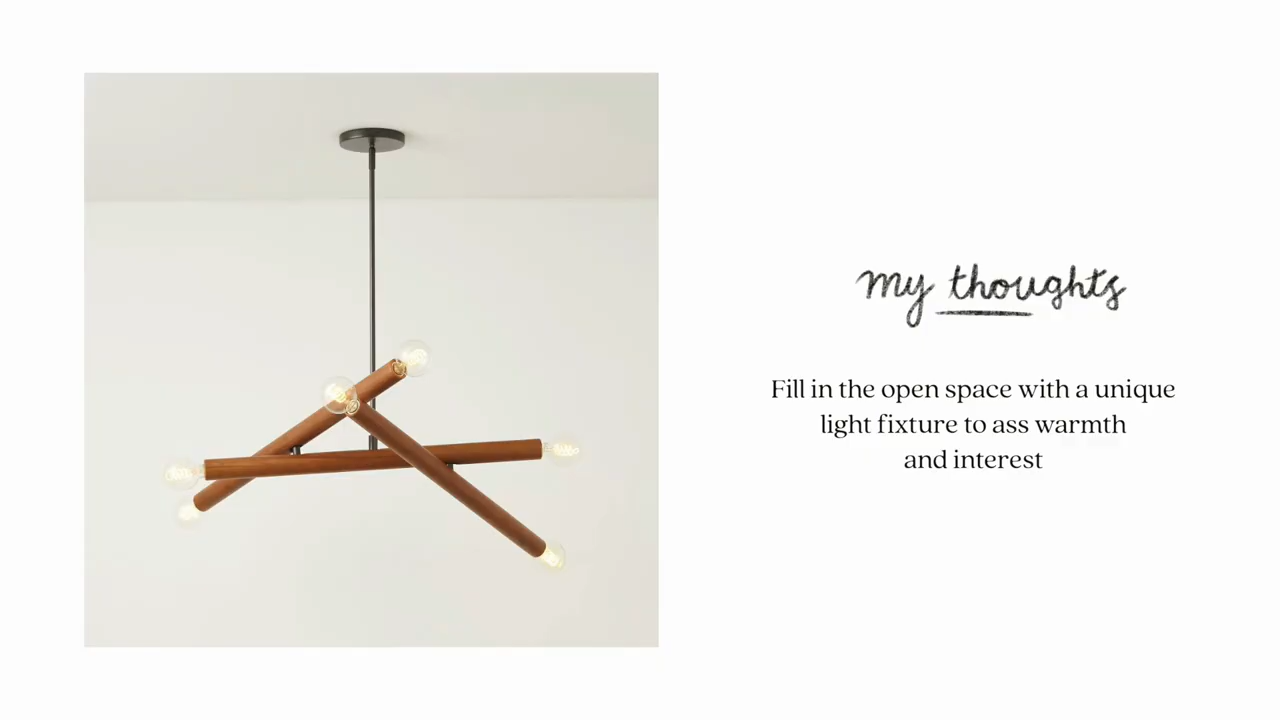 my thoughts
Fill in the open space with a unique
light fixture to ass warmth
and interest